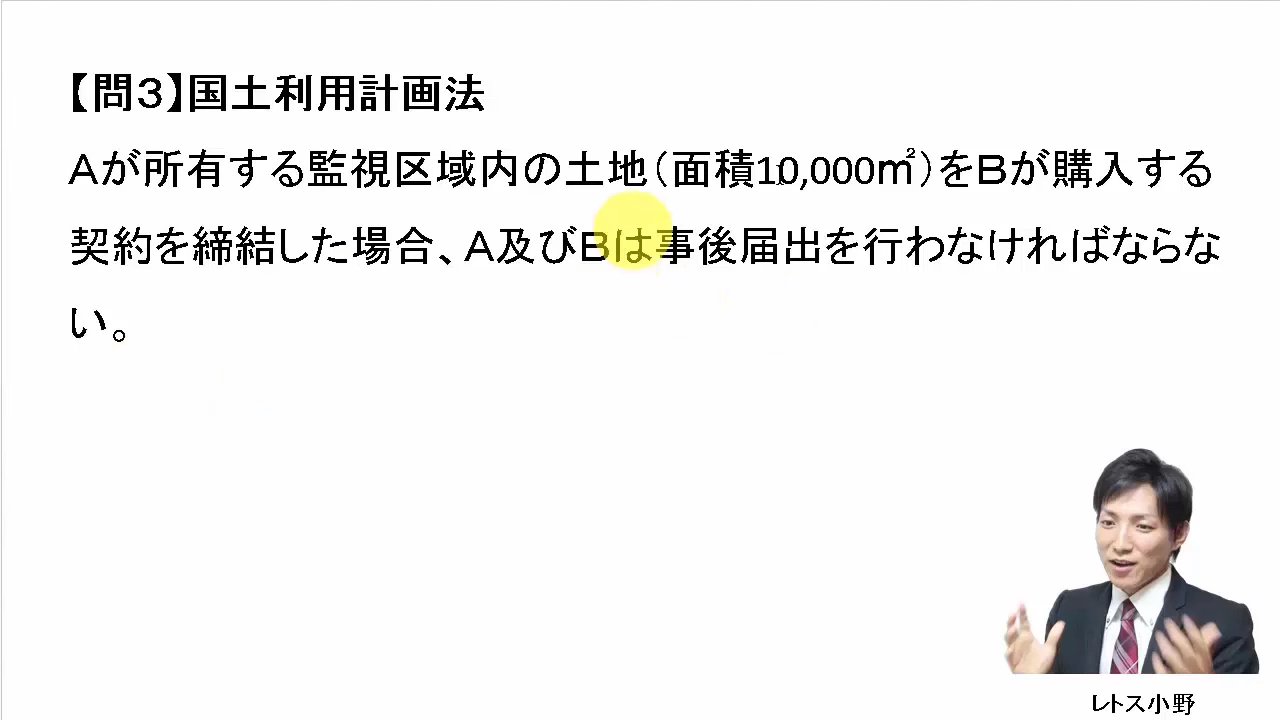 【問３】国土利用計画法
Ａが所有する監視区域内の土地（面積10,000㎡）をＢが購入する
契約を締結した場合、Ａ及びＢは事後届出を行わなければならな
い。
レトス小野